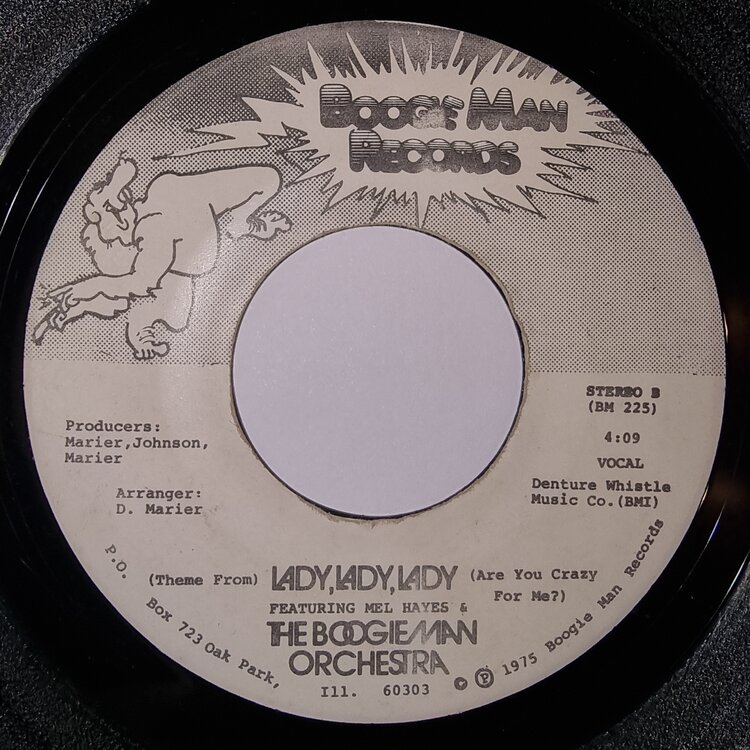 BOOGIE MAN
RECORDS
STEREO B
(BM 225)
4:09
VOCAL
Denture Whistle
Music Co.(BMI)
Producers:
Marier,Johnson,
Marier
Arranger:
D. Marier
(Theme From) LADY,LADY,LADY (Are You Crazy
For Me?)
FEATURING MEL HAYES &
THE BOOGIEMAN
ORCHESTRA
P.O. Box 723 Oak Park, Ill. 60303 © ℗ 1975 Boogie Man Records